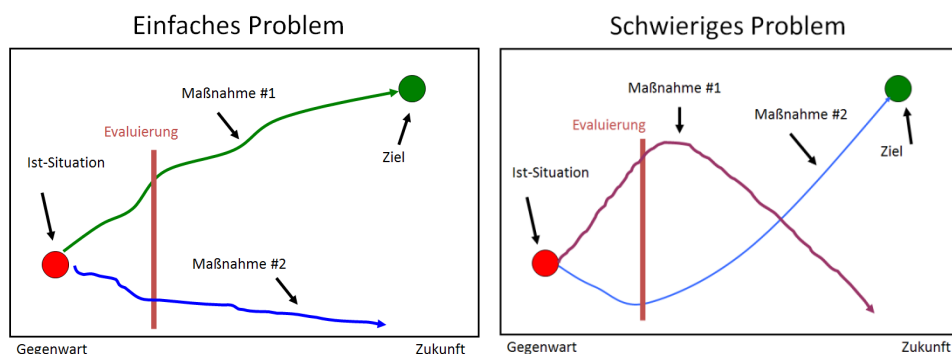 Einfaches Problem
Maßnahme #1
Evaluierung
Ist-Situation
Ziel
Maßnahme #2
Gegenwart
Zukunft
Schwieriges Problem
Maßnahme #1
Maßnahme #2
Evaluierung
Ziel
Ist-Situation
Gegenwart
Zukunft